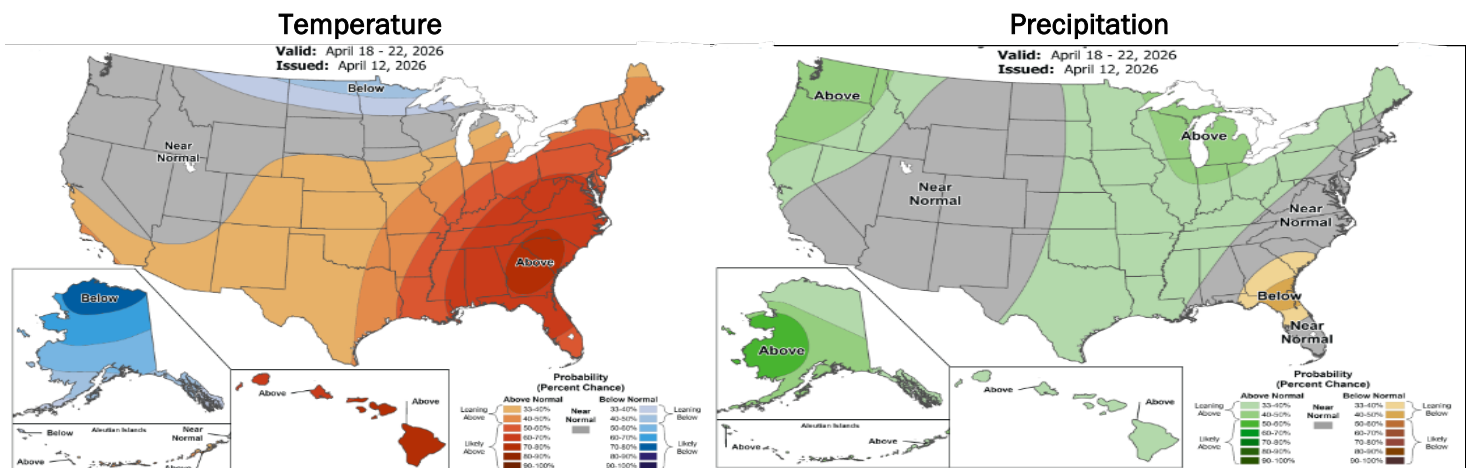 Temperature
Valid: April 18 - 22, 2026
Issued: April 12, 2026
Below
Near
Normal
Above
Below
Above
Above
Below
Aleutian Islands
Near
Normal
Above
Above
Probability
(Percent Chance)
Above Normal
Below Normal
Leaning
Above
Likely
Above
33-40%
40-50%
50-60%
60-70%
70-80%
80-90%
90-100%
Near
Normal
33-40%
40-50%
50-60%
60-70%
70-80%
80-90%
90-100%
Leaning
Below
Likely
Below
Precipitation
Valid: April 18 - 22, 2026
Issued: April 12, 2026
Above
Above
Near
Normal
Near
Normal
Below
Near
Normal
Above
Above
Above
Aleutian Islands
Above
Above
Probability
(Percent Chance)
Above Normal
Below Normal
Leaning
Above
Likely
Above
33-40%
40-50%
50-60%
60-70%
70-80%
80-90%
90-100%
Near
Normal
33-40%
40-50%
50-60%
60-70%
70-80%
80-90%
90-100%
Leaning
Below
Likely
Below